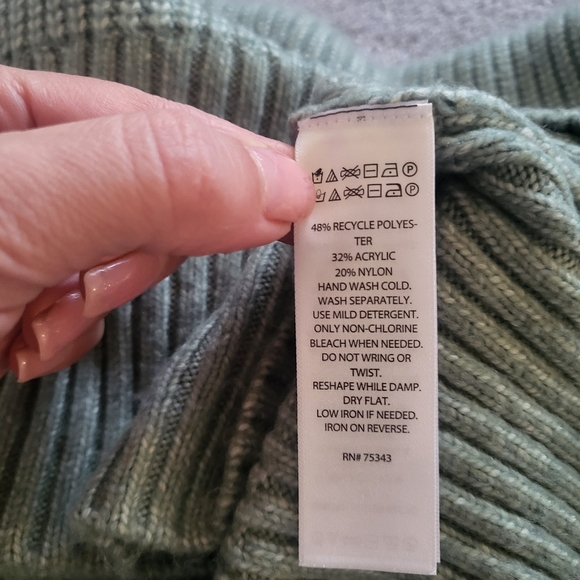 48% RECYCLE POLYES-
TER
32% ACRYLIC
20% NYLON
HAND WASH COLD.
WASH SEPARATELY.
USE MILD DETERGENT.
ONLY NON-CHLORINE
BLEACH WHEN NEEDED.
DO NOT WRING OR
TWIST.
RESHAPE WHILE DAMP.
DRY FLAT.
LOW IRON IF NEEDED.
IRON ON REVERSE.
RN# 75343